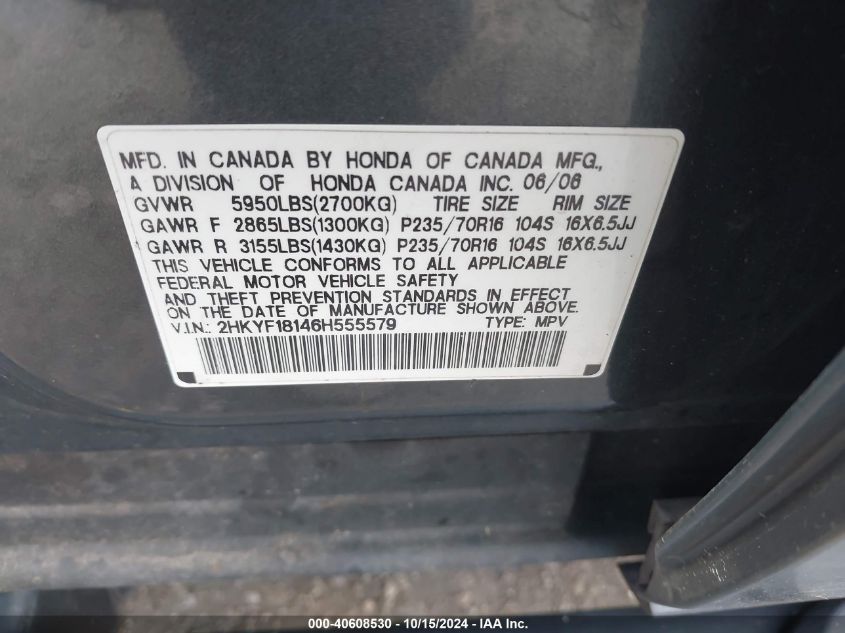 MFD. IN CANADA BY HONDA OF CANADA MFG.,
A DIVISION OF HONDA CANADA INC. 06/06
GVWR 5950LBS(2700KG) TIRE SIZE RIM SIZE
GAWR F 2865LBS(1300KG) P235/70R16 104S 16X6.5JJ
GAWR R 3155LBS(1430KG) P235/70R16 104S 16X6.5JJ
THIS VEHICLE CONFORMS TO ALL APPLICABLE
FEDERAL MOTOR VEHICLE SAFETY
AND THEFT PREVENTION STANDARDS IN EFFECT
ON THE DATE OF MANUFACTURE SHOWN ABOVE.
V.I.N.: 2HKYF18146H555579 TYPE: MPV
000-40608530 - 10/15/2024 - IAA Inc.